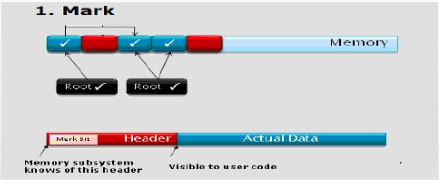 1. Mark
Memory
Root ✓ Root ✓
Mark Bit Header Actual Data
Memory subsystem
knows of this header
Visible to user code